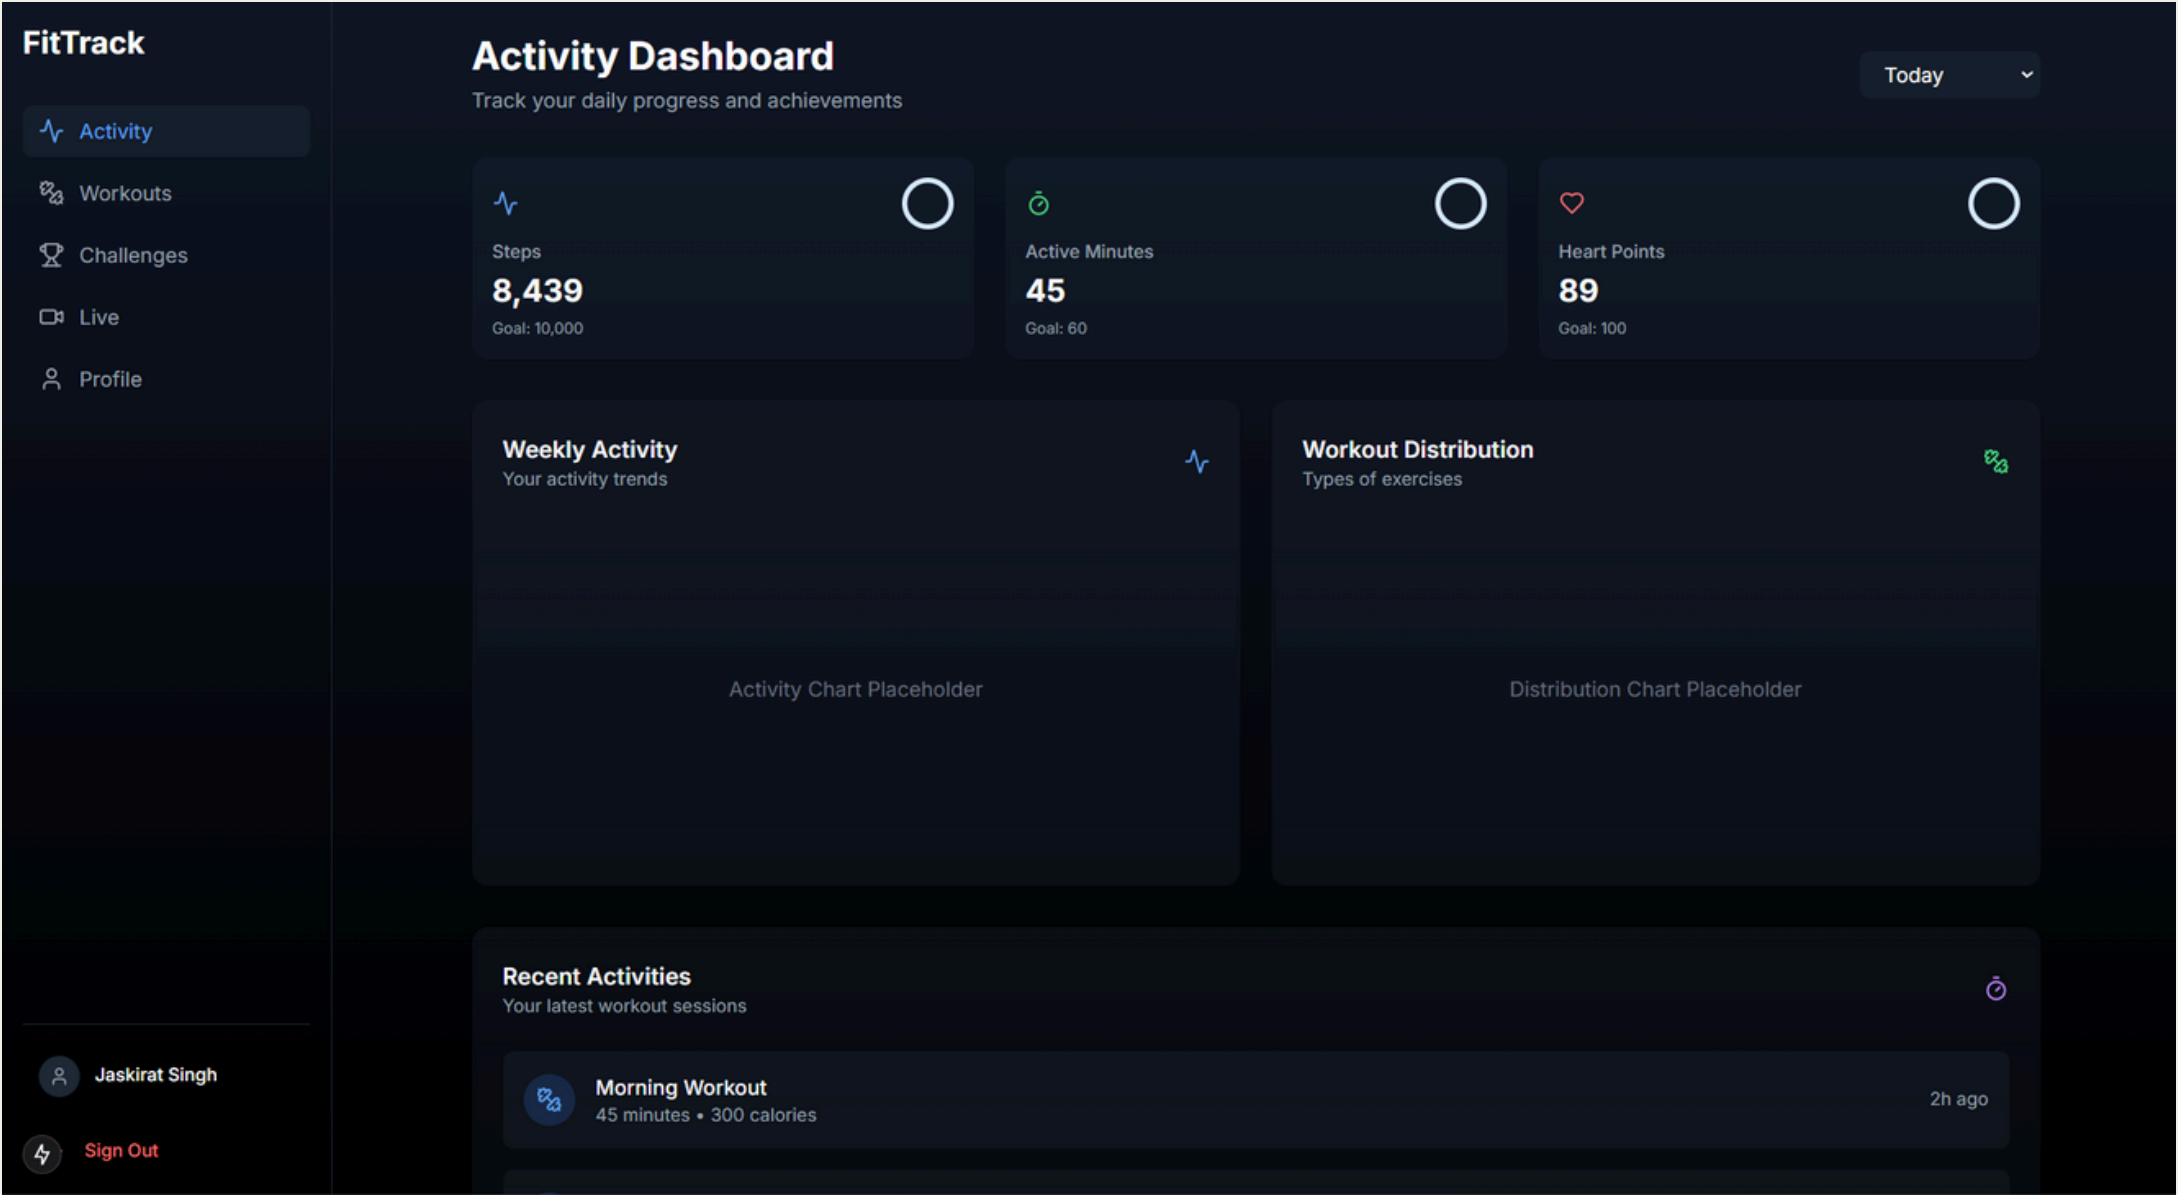 FitTrack
Activity
Workouts
Challenges
Live
Profile
Jaskirat Singh
Sign Out
Activity Dashboard
Track your daily progress and achievements
Today
Steps
8,439
Goal: 10,000
Active Minutes
45
Goal: 60
Heart Points
89
Goal: 100
Weekly Activity
Your activity trends
Activity Chart Placeholder
Workout Distribution
Types of exercises
Distribution Chart Placeholder
Recent Activities
Your latest workout sessions
Morning Workout
45 minutes • 300 calories
2h ago